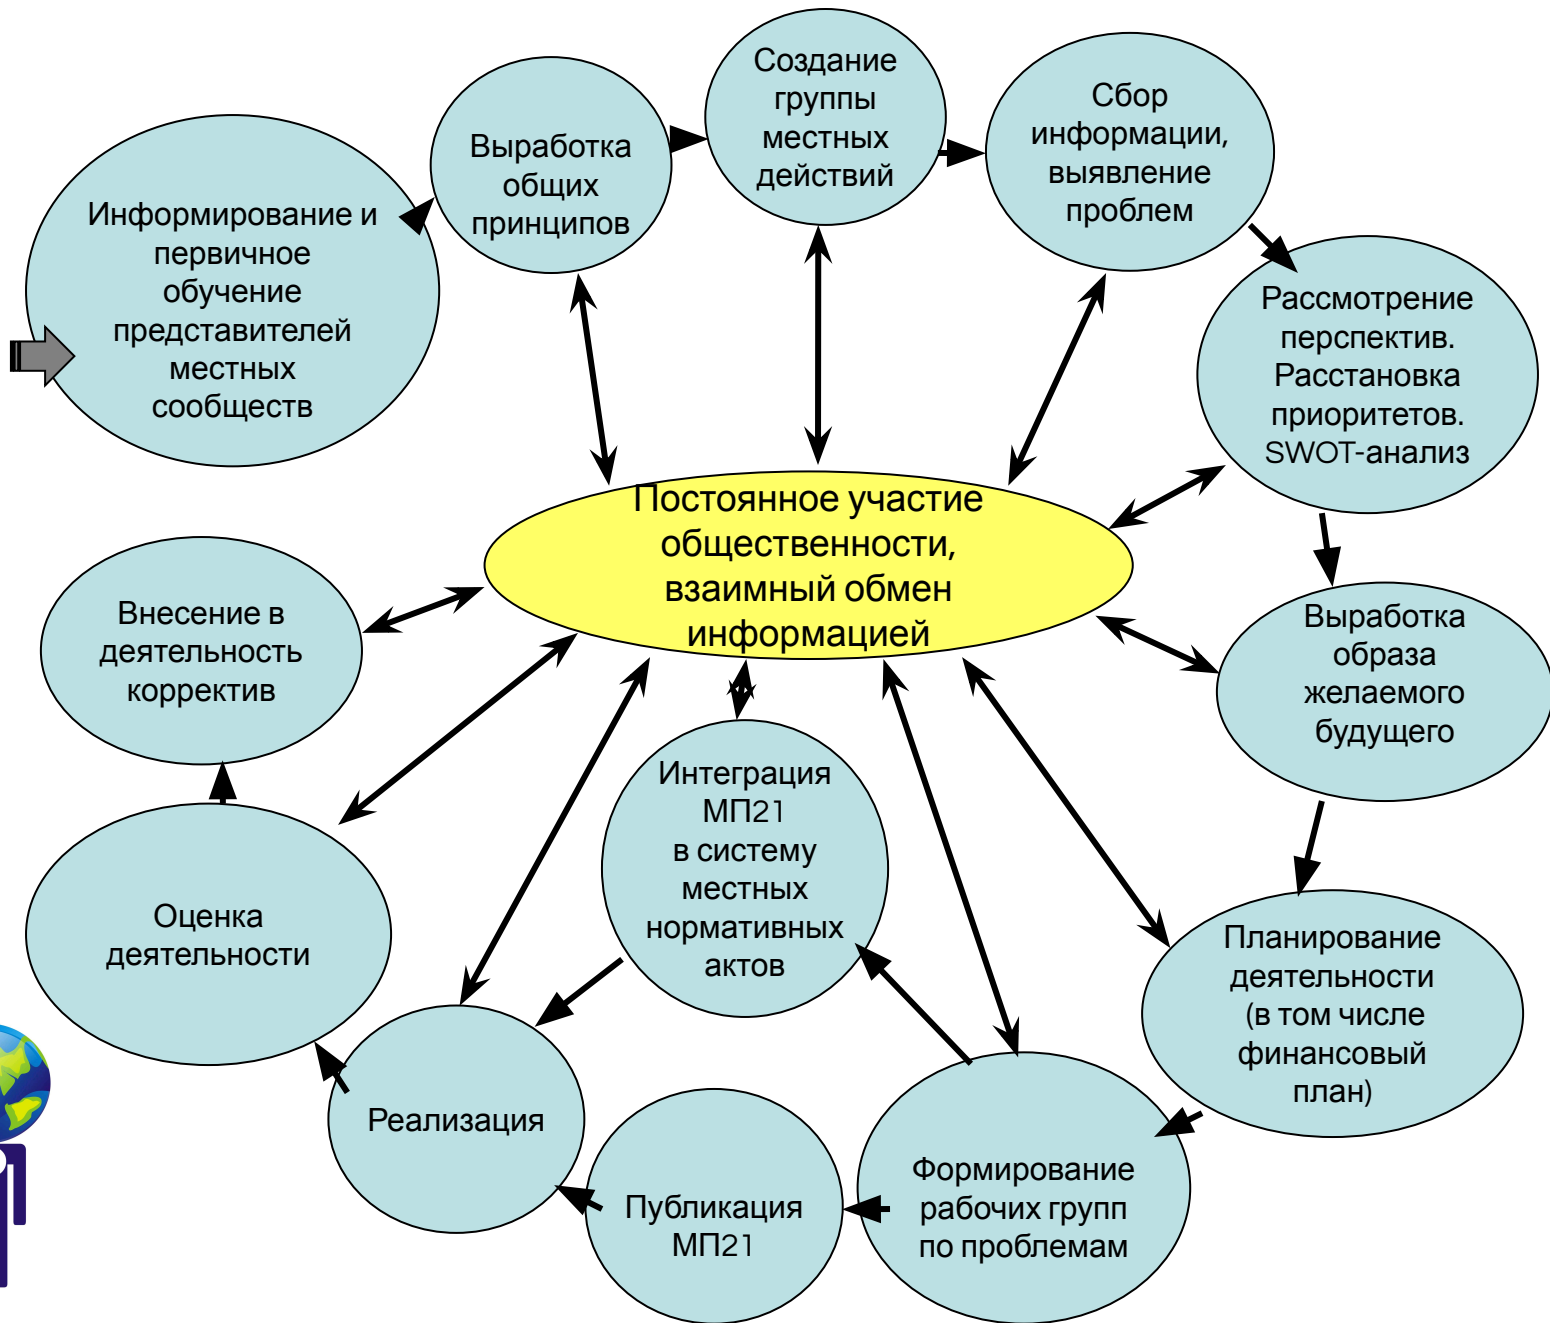 Создание
группы
местных
действий
Сбор
информации,
выявление
проблем
Выработка
общих
принципов
Информирование и
первичное
обучение
представителей
местных
сообществ
Рассмотрение
перспектив.
Расстановка
приоритетов.
SWOT-анализ
Постоянное участие
общественности,
взаимный обмен
информацией
Внесение в
деятельность
корректив
Выработка
образа
желаемого
будущего
Интеграция
МП21
в систему
местных
нормативных
актов
Оценка
деятельности
Планирование
деятельности
(в том числе
финансовый
план)
Реализация
Публикация
МП21
Формирование
рабочих групп
по проблемам